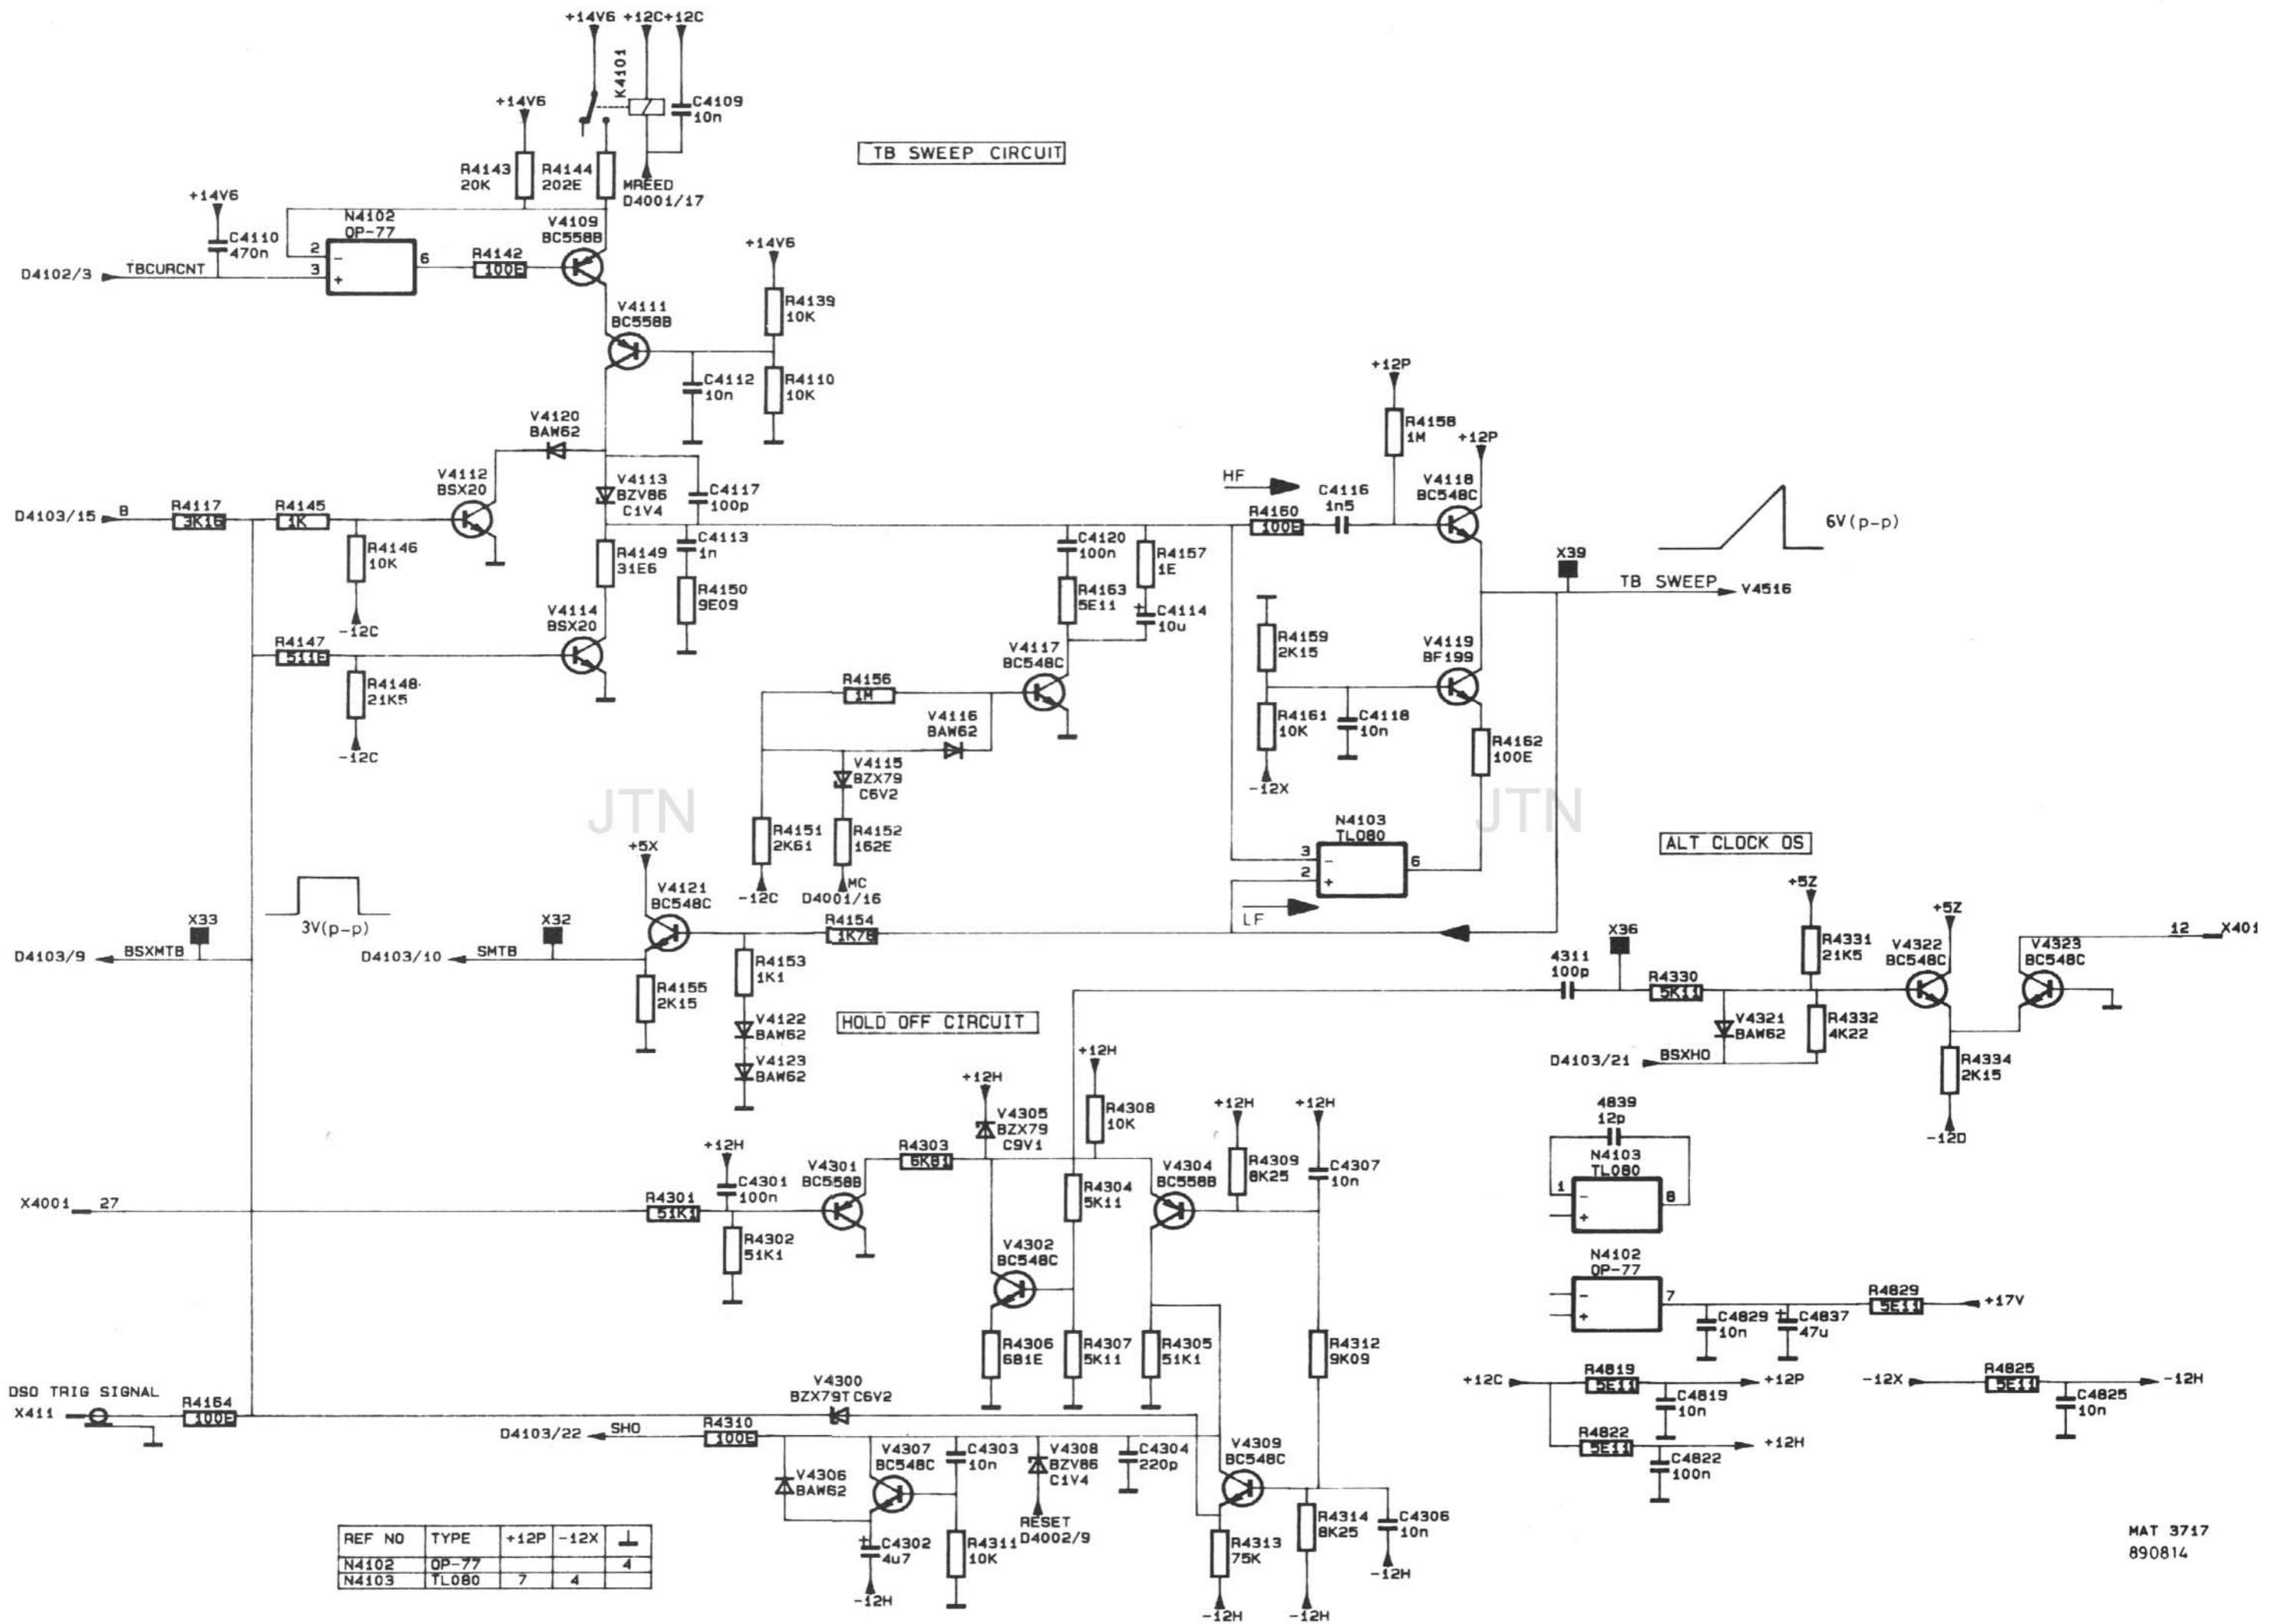 +14V6 +12C +12C
K4101
C4109
10n
+14V6
R4143
20K
R4144
202E
MREED
D4001/17
TB SWEEP CIRCUIT
+14V6
C4110
470n
N4102
OP-77
2
3
6
-
+
D4102/3
TBCURCNT
R4142
100E
V4109
BC558B
V4111
BC558B
+14V6
R4139
10K
C4112
10n
R4110
10K
V4120
BAW62
V4112
BSX20
D4103/15
B
R4117
3K16
R4145
1K
R4146
10K
-12C
V4113
BZV86
C1V4
C4117
100p
R4149
31E6
C4113
1n
R4150
9E09
V4114
BSX20
R4147
511E
R4148
21K5
-12C
C4120
100n
R4157
1E
R4163
5E11
C4114
10u
V4117
BC548C
R4156
1M
V4116
BAW62
V4115
BZX79
C6V2
R4151
2K61
R4152
162E
-12C
MC
D4001/16
HF
R4160
100E
C4116
1n5
+12P
R4158
1M
+12P
V4118
BC548C
X39
TB SWEEP
V4516
6V(p-p)
R4159
2K15
V4119
BF199
R4161
10K
C4118
10n
R4162
100E
-12X
N4103
TL080
3
2
6
-
+
LF
JTN
JTN
+5X
V4121
BC548C
R4154
1K78
3V(p-p)
X33
X32
D4103/9
BSXMTB
D4103/10
SMTB
R4155
2K15
R4153
1K1
V4122
BAW62
V4123
BAW62
HOLD OFF CIRCUIT
ALT CLOCK OS
+5Z
+5Z
X36
4311
100p
R4330
5K11
R4331
21K5
V4322
BC548C
V4323
BC548C
12
X401
V4321
BAW62
R4332
4K22
D4103/21
BSXHO
R4334
2K15
-12D
+12H
+12H
R4308
10K
V4305
BZX79
C9V1
R4303
6K81
+12H
C4301
100n
V4301
BC558B
X4001
27
R4301
51K1
R4302
51K1
R4304
5K11
V4304
BC558B
+12H
+12H
R4309
8K25
C4307
10n
V4302
BC548C
R4306
681E
R4307
5K11
R4305
51K1
R4312
9K09
4839
12p
N4103
TL080
1
8
-
+
N4102
OP-77
7
-
+
C4829
10n
C4837
47u
R4829
5E11
+17V
+12C
R4819
5E11
+12P
C4819
10n
R4822
5E11
+12H
C4822
100n
-12X
R4825
5E11
-12H
C4825
10n
DSO TRIG SIGNAL
X411
R4164
100E
V4300
BZX79T C6V2
D4103/22
SHO
R4310
100E
V4306
BAW62
V4307
BC548C
C4303
10n
V4308
BZV86
C1V4
C4304
220p
V4309
BC548C
RESET
D4002/9
C4302
4u7
R4311
10K
-12H
R4313
75K
R4314
8K25
C4306
10n
-12H
-12H
-12H
REF NO TYPE +12P -12X
N4102 OP-77 4
N4103 TL080 7 4
MAT 3717
890814